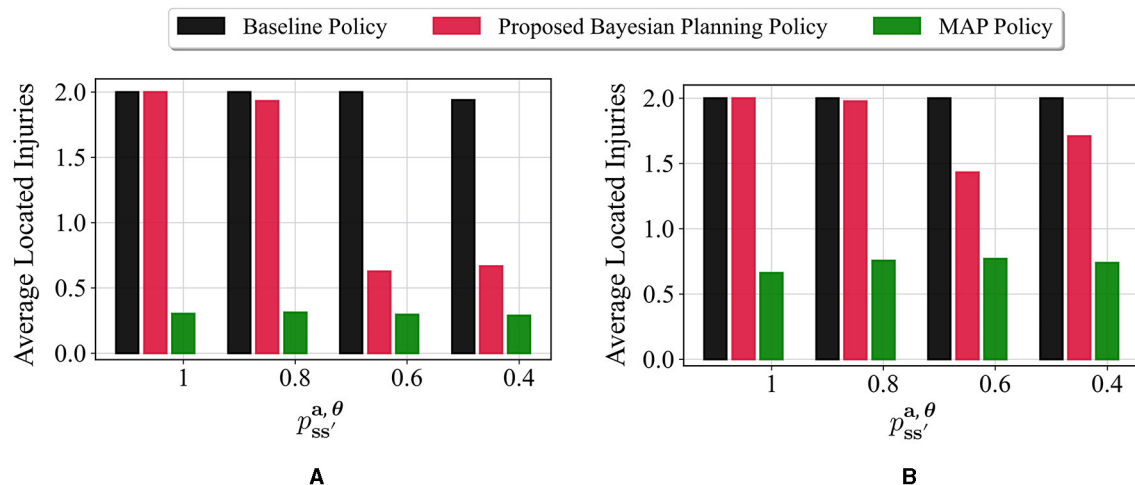 Baseline Policy Proposed Bayesian Planning Policy MAP Policy
Average Located Injuries
2.0
1.5
1.0
0.5
0.0
1 0.8 0.6 0.4
p_{ss'}^{a, θ}
A
Average Located Injuries
2.0
1.5
1.0
0.5
0.0
1 0.8 0.6 0.4
p_{ss'}^{a, θ}
B